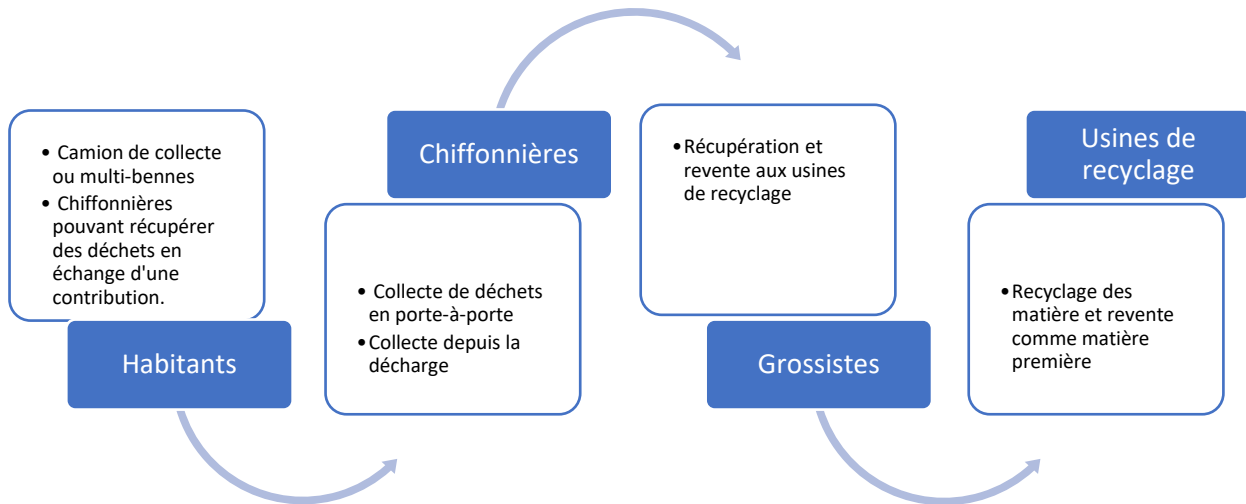 • Camion de collecte
ou multi-bennes
• Chiffonnières
pouvant récupérer
des déchets en
échange d'une
contribution.
Habitants
Chiffonnières
• Collecte de déchets
en porte-à-porte
• Collecte depuis la
décharge
• Récupération et
revente aux usines
de recyclage
Grossistes
Usines de
recyclage
• Recyclage des
matière et revente
comme matière
première